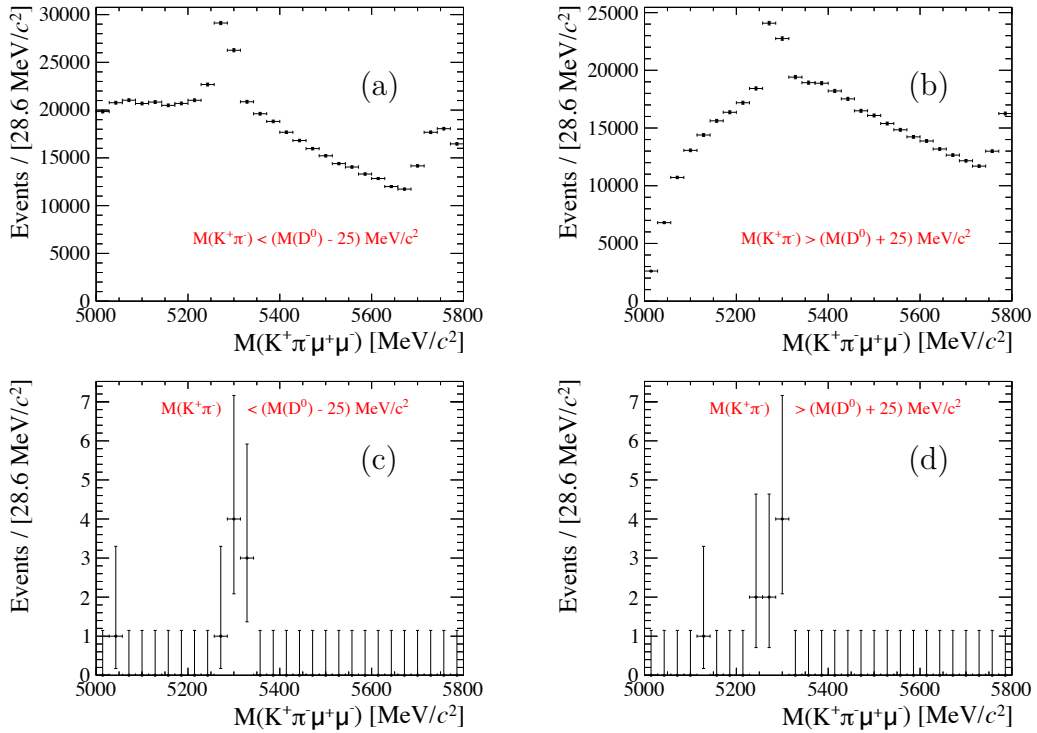 Events / [28.6 MeV/c²]
30000
25000
20000
15000
10000
5000
0
(a)
M(K⁺π⁻) < (M(D⁰) - 25) MeV/c²
5000 5200 5400 5600 5800
M(K⁺π⁻μ⁺μ⁻) [MeV/c²]
Events / [28.6 MeV/c²]
25000
20000
15000
10000
5000
0
(b)
M(K⁺π⁻) > (M(D⁰) + 25) MeV/c²
5000 5200 5400 5600 5800
M(K⁺π⁻μ⁺μ⁻) [MeV/c²]
Events / [28.6 MeV/c²]
7
6
5
4
3
2
1
0
M(K⁺π⁻) < (M(D⁰) - 25) MeV/c²
(c)
5000 5200 5400 5600 5800
M(K⁺π⁻μ⁺μ⁻) [MeV/c²]
Events / [28.6 MeV/c²]
7
6
5
4
3
2
1
0
M(K⁺π⁻) > (M(D⁰) + 25) MeV/c²
(d)
5000 5200 5400 5600 5800
M(K⁺π⁻μ⁺μ⁻) [MeV/c²]